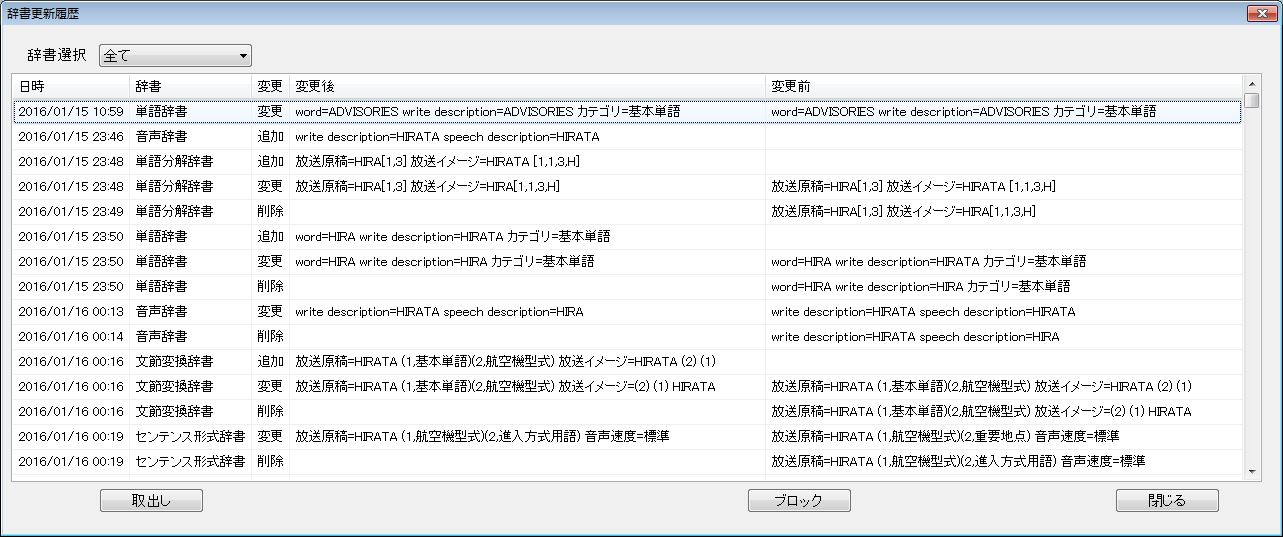 辞書更新履歴
辞書選択 全て
日時 辞書 変更 変更後 変更前
2016/01/15 10:59 単語辞書 変更 word=ADVISORIES write description=ADVISORIES カテゴリ=基本単語 word=ADVISORIES write description=ADVISORIES カテゴリ=基本単語
2016/01/15 23:46 音声辞書 追加 write description=HIRATA speech description=HIRATA
2016/01/15 23:48 単語分解辞書 追加 放送原稿=HIRA[1,3] 放送イメージ=HIRATA [1,1,3,H]
2016/01/15 23:48 単語分解辞書 変更 放送原稿=HIRA[1,3] 放送イメージ=HIRA[1,1,3,H] 放送原稿=HIRA[1,3] 放送イメージ=HIRATA [1,1,3,H]
2016/01/15 23:49 単語分解辞書 削除 放送原稿=HIRA[1,3] 放送イメージ=HIRA[1,1,3,H]
2016/01/15 23:50 単語辞書 追加 word=HIRA write description=HIRATA カテゴリ=基本単語
2016/01/15 23:50 単語辞書 変更 word=HIRA write description=HIRA カテゴリ=基本単語 word=HIRA write description=HIRATA カテゴリ=基本単語
2016/01/15 23:50 単語辞書 削除 word=HIRA write description=HIRA カテゴリ=基本単語
2016/01/16 00:13 音声辞書 変更 write description=HIRATA speech description=HIRA write description=HIRATA speech description=HIRATA
2016/01/16 00:14 音声辞書 削除 write description=HIRATA speech description=HIRA
2016/01/16 00:16 文節変換辞書 追加 放送原稿=HIRATA (1,基本単語)(2,航空機型式) 放送イメージ=HIRATA (2) (1)
2016/01/16 00:16 文節変換辞書 変更 放送原稿=HIRATA (1,基本単語)(2,航空機型式) 放送イメージ=(2) (1) HIRATA 放送原稿=HIRATA (1,基本単語)(2,航空機型式) 放送イメージ=HIRATA (2) (1)
2016/01/16 00:16 文節変換辞書 削除 放送原稿=HIRATA (1,基本単語)(2,航空機型式) 放送イメージ=(2) (1) HIRATA
2016/01/16 00:19 センテンス形式辞書 変更 放送原稿=HIRATA (1,航空機型式)(2,進入方式用語) 音声速度=標準 放送原稿=HIRATA (1,航空機型式)(2,重要地点) 音声速度=標準
2016/01/16 00:19 センテンス形式辞書 削除 放送原稿=HIRATA (1,航空機型式)(2,進入方式用語) 音声速度=標準
取出し ブロック 閉じる